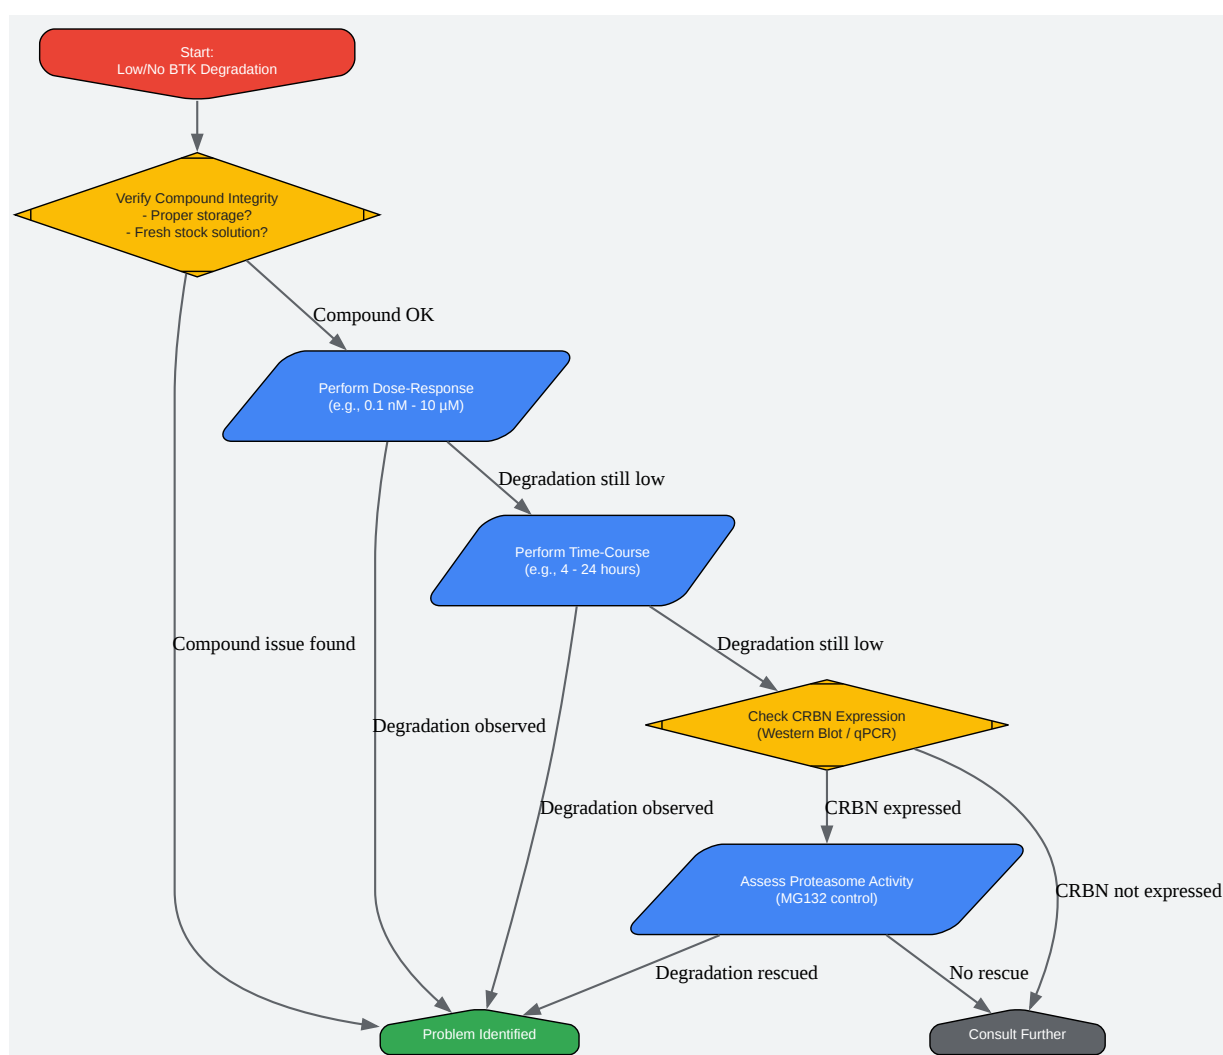 Start:
Low/No BTK Degradation
Verify Compound Integrity
- Proper storage?
- Fresh stock solution?
Compound OK
Perform Dose-Response
(e.g., 0.1 nM - 10 µM)
Degradation still low
Perform Time-Course
(e.g., 4 - 24 hours)
Compound issue found
Degradation still low
Degradation observed
Check CRBN Expression
(Western Blot / qPCR)
Degradation observed
CRBN expressed
Assess Proteasome Activity
(MG132 control)
CRBN not expressed
Degradation rescued
No rescue
Problem Identified
Consult Further